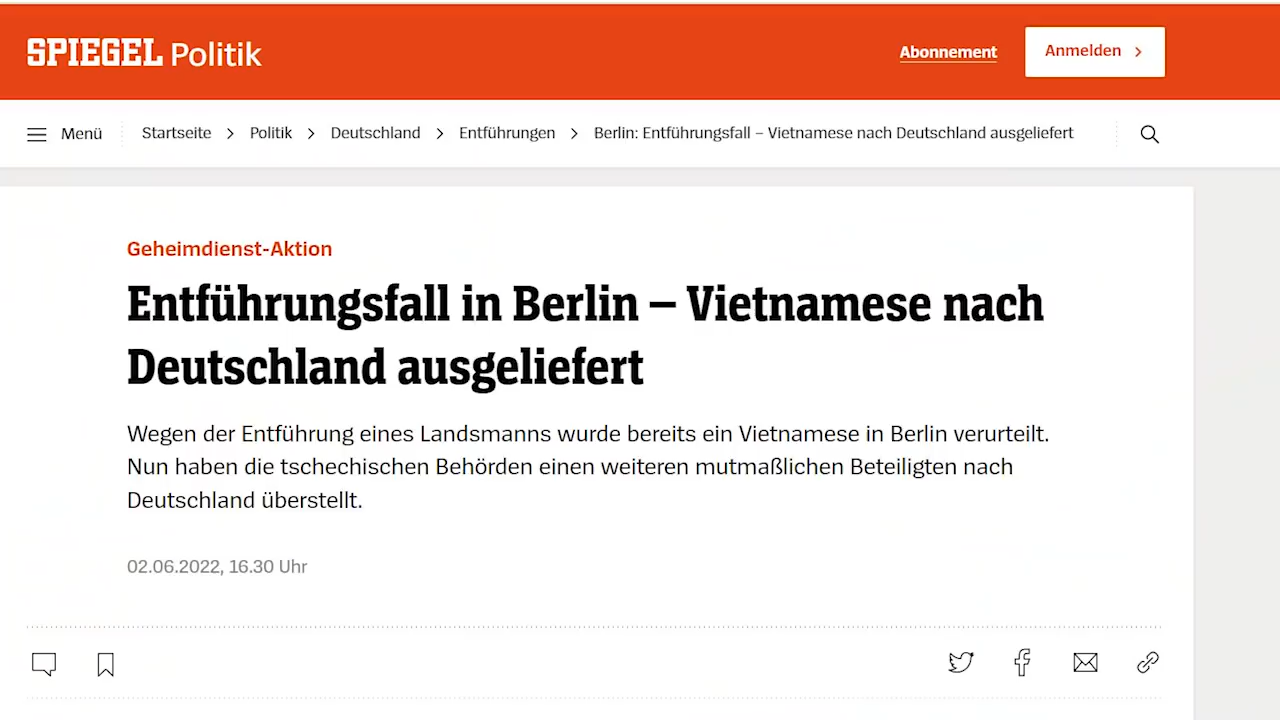 SPIEGEL Politik
Abonnement
Anmelden
Menü
Startseite
Politik
Deutschland
Entführungen
Berlin: Entführungsfall – Vietnamese nach Deutschland ausgeliefert
Geheimdienst-Aktion
Entführungsfall in Berlin – Vietnamese nach
Deutschland ausgeliefert
Wegen der Entführung eines Landsmanns wurde bereits ein Vietnamese in Berlin verurteilt.
Nun haben die tschechischen Behörden einen weiteren mutmaßlichen Beteiligten nach
Deutschland überstellt.
02.06.2022, 16.30 Uhr